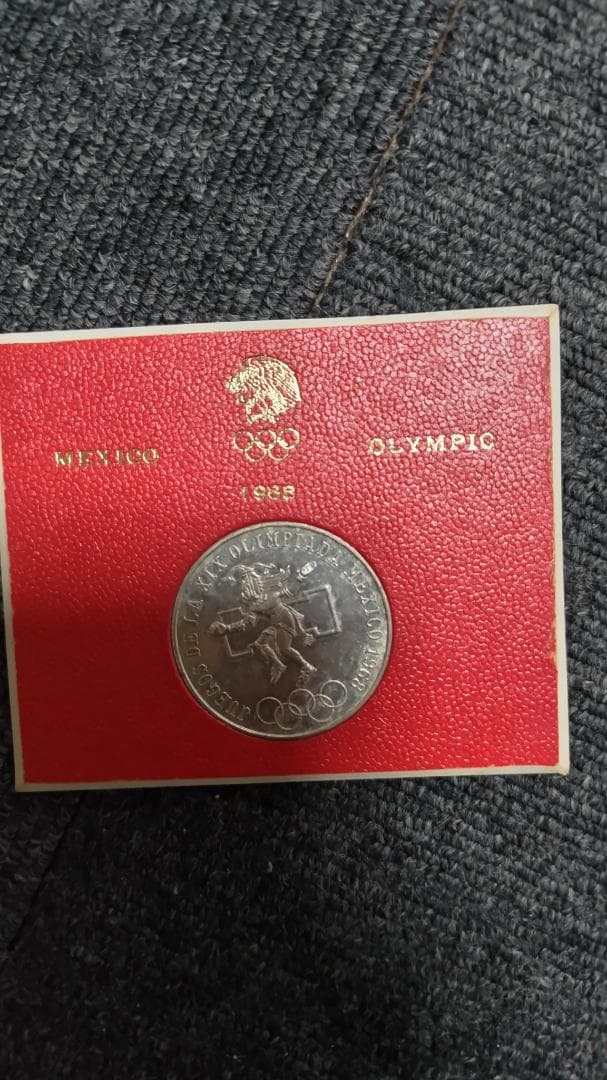 MEXICO
OLYMPIC
1968
JUEGOS DE LA XIX OLIMPIADA MEXICO 1968